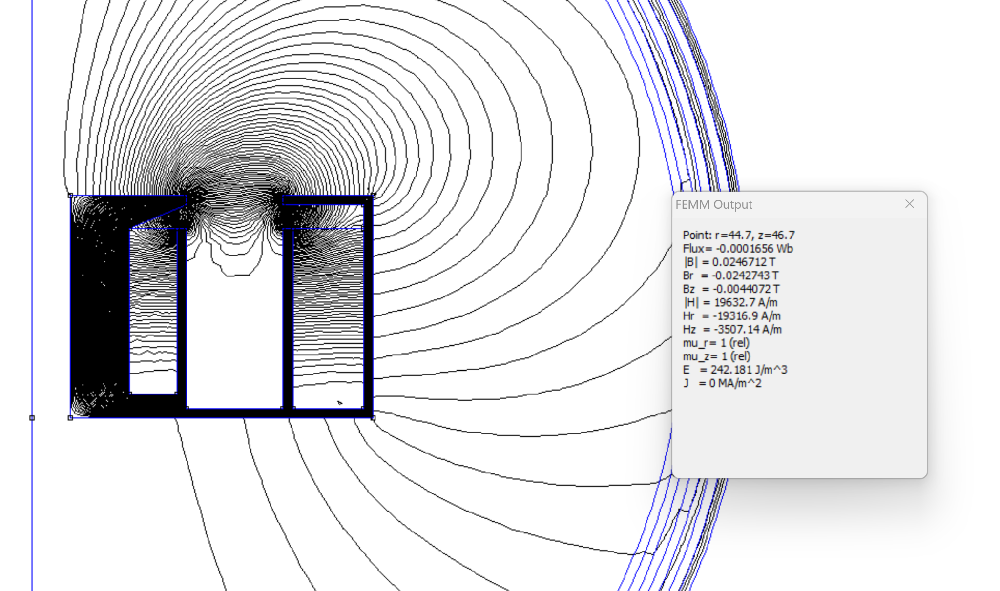 FEMM Output
Point: r=44.7, z=46.7
Flux= -0.0001656 Wb
|B| = 0.0246712 T
Br = -0.0242743 T
Bz = -0.0044072 T
|H| = 19632.7 A/m
Hr = -19316.9 A/m
Hz = -3507.14 A/m
mu_r= 1 (rel)
mu_z= 1 (rel)
E = 242.181 J/m^3
J = 0 MA/m^2